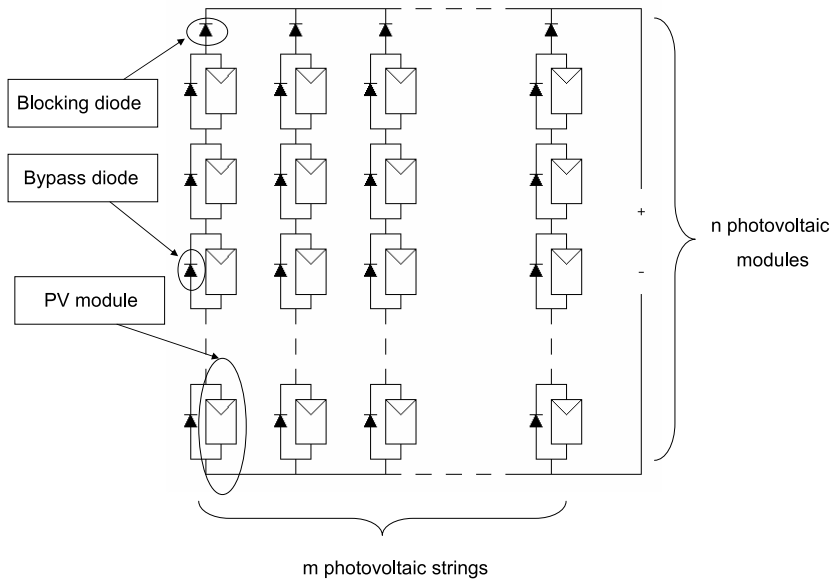 Blocking diode
Bypass diode
PV module
+
-
n photovoltaic
modules
m photovoltaic strings